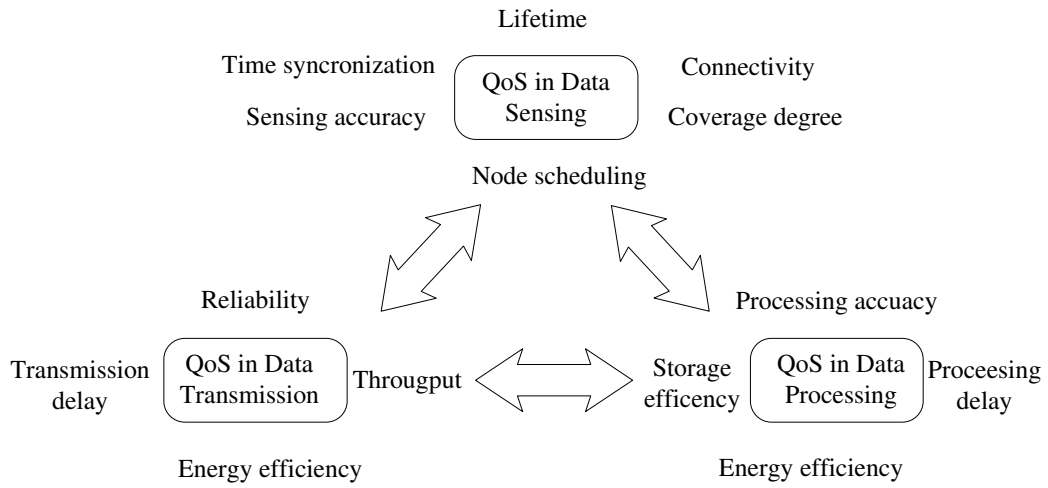 Lifetime
Time syncronization
QoS in Data
Sensing
Connectivity
Sensing accuracy
Coverage degree
Node scheduling
Reliability
Processing accuacy
Transmission
delay
QoS in Data
Transmission
Througput
Storage
efficency
QoS in Data
Processing
Proceesing
delay
Energy efficiency
Energy efficiency